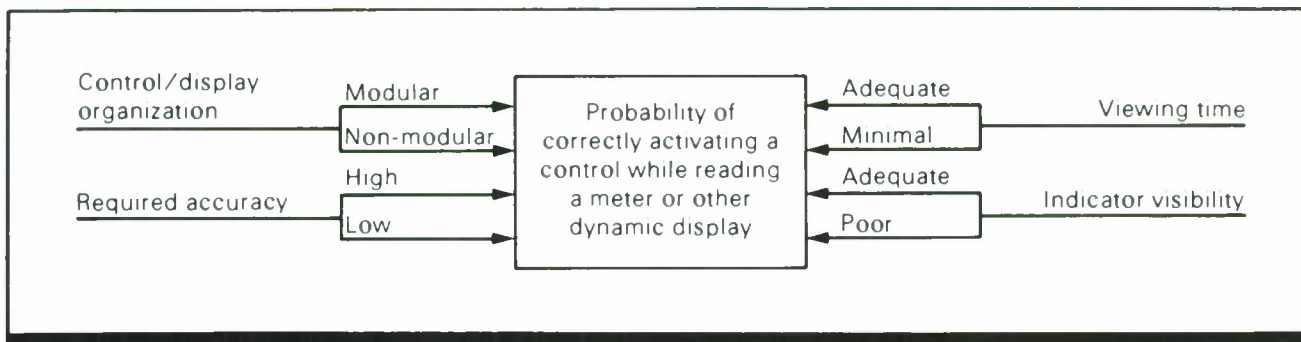 Control/display
organization
Modular
Non-modular
Required accuracy
High
Low
Probability of
correctly activating a
control while reading
a meter or other
dynamic display
Adequate
Minimal
Viewing time
Adequate
Poor
Indicator visibility